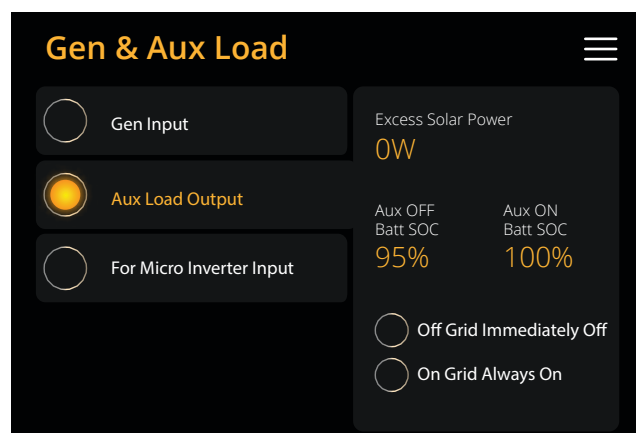 Gen & Aux Load
Gen Input
Aux Load Output
For Micro Inverter Input
Excess Solar Power
0W
Aux OFF
Batt SOC
95%
Aux ON
Batt SOC
100%
Off Grid Immediately Off
On Grid Always On